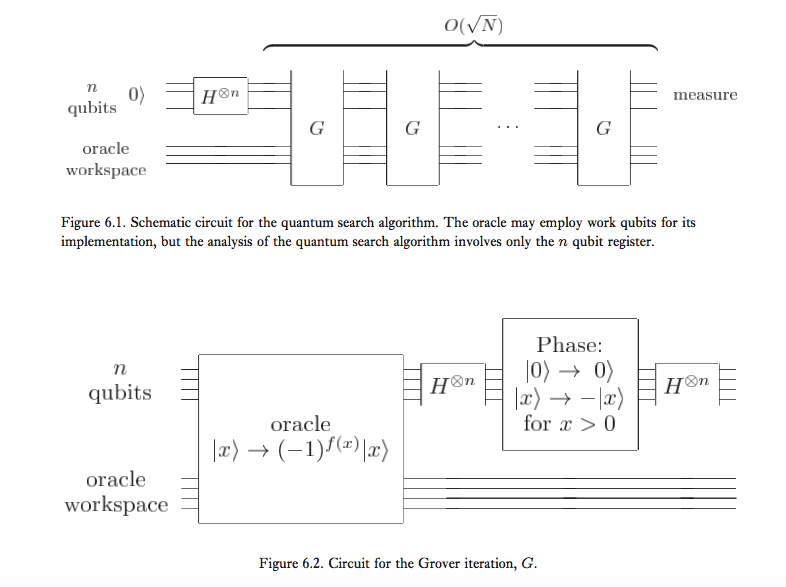 O(√N)
n
qubits
0⟩
H⊗n
G
G
. . .
G
measure
oracle
workspace
Figure 6.1. Schematic circuit for the quantum search algorithm. The oracle may employ work qubits for its
implementation, but the analysis of the quantum search algorithm involves only the n qubit register.
n
qubits
oracle
|x⟩ → (−1)^f(x)|x⟩
H⊗n
Phase:
|0⟩ → 0⟩
|x⟩ → −|x⟩
for x > 0
H⊗n
oracle
workspace
Figure 6.2. Circuit for the Grover iteration, G.